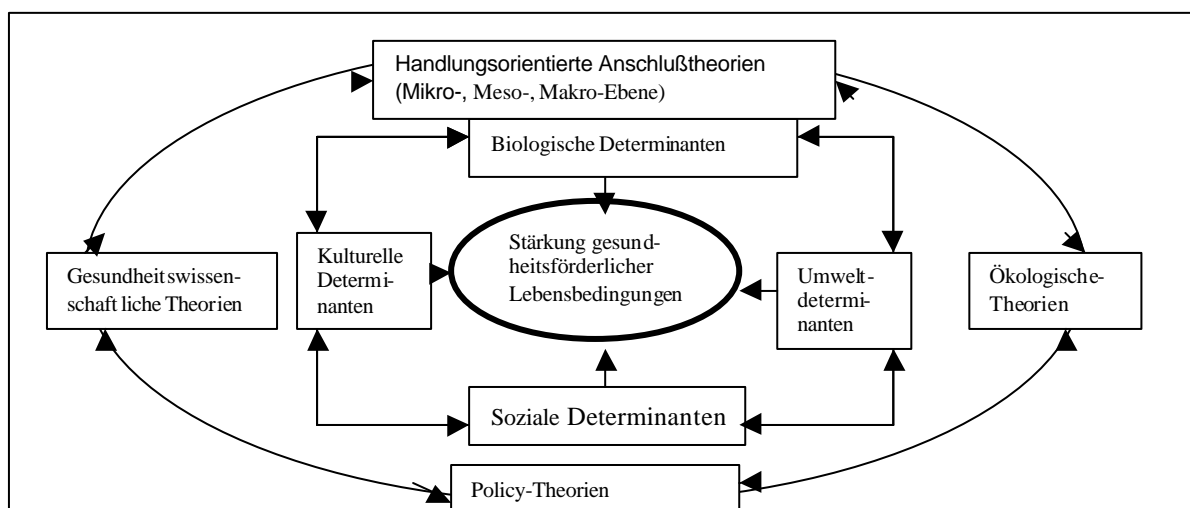 Handlungsorientierte Anschlußtheorien
(Mikro-, Meso-, Makro-Ebene)
Biologische Determinanten
Stärkung gesund-
heitsförderlicher
Lebensbedingungen
Kulturelle
Determi-
nanten
Umwelt-
determi-
nanten
Gesundheitswissen-
schaft liche Theorien
Ökologische-
Theorien
Soziale Determinanten
Policy-Theorien